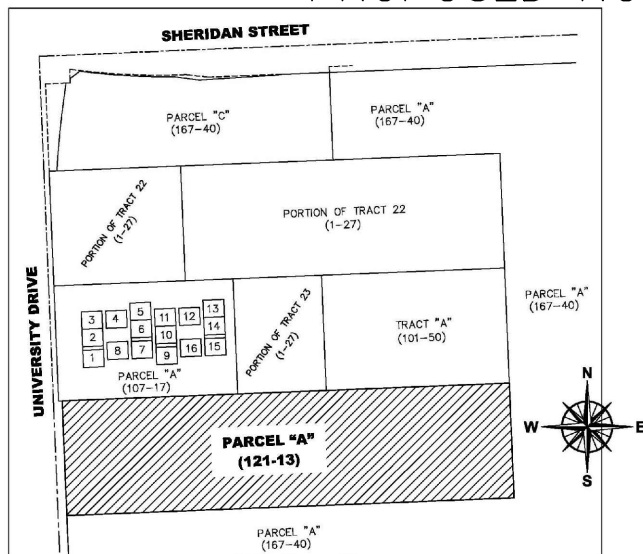 SHERIDAN STREET
PARCEL "C"
(167-40)
PARCEL "A"
(167-40)
PORTION OF TRACT 22
(1-27)
PORTION OF TRACT 22
(1-27)
UNIVERSITY DRIVE
3
4
5
11
12
13
2
6
10
14
1
8
7
9
16
15
PARCEL "A"
(107-17)
PORTION OF TRACT 23
(1-27)
TRACT "A"
(101-50)
PARCEL "A"
(167-40)
PARCEL "A"
(121-13)
N
W
E
S
PARCEL "A"
(167-40)